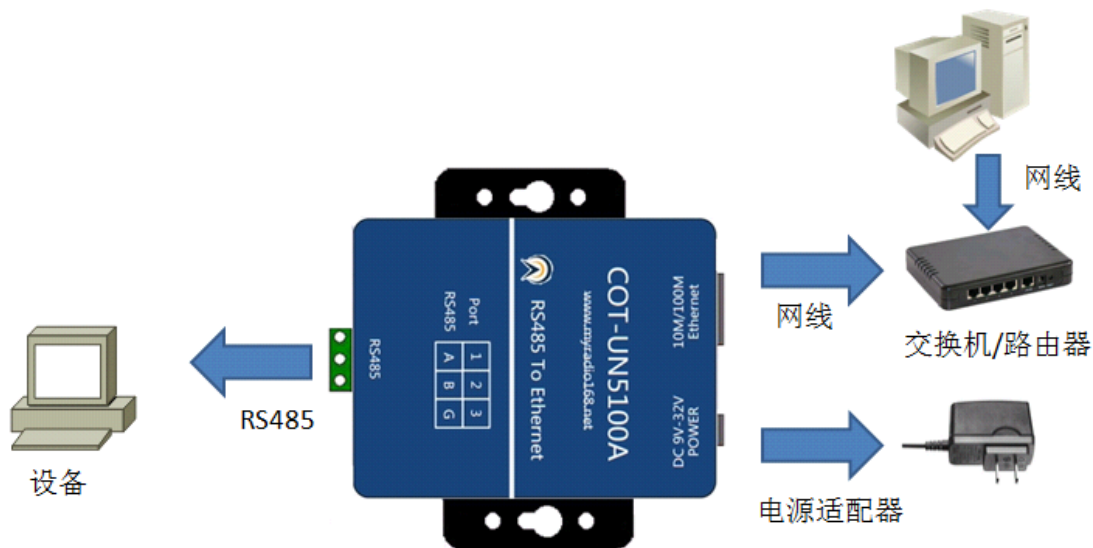 网线
网线
交换机/路由器
RS485
设备
电源适配器
COT-UN5100A
www.myradio168.net
RS485 To Ethernet
Port 1 2 3
RS485 A B G
RS485
10M/100M
Ethernet
DC 9V-32V
POWER